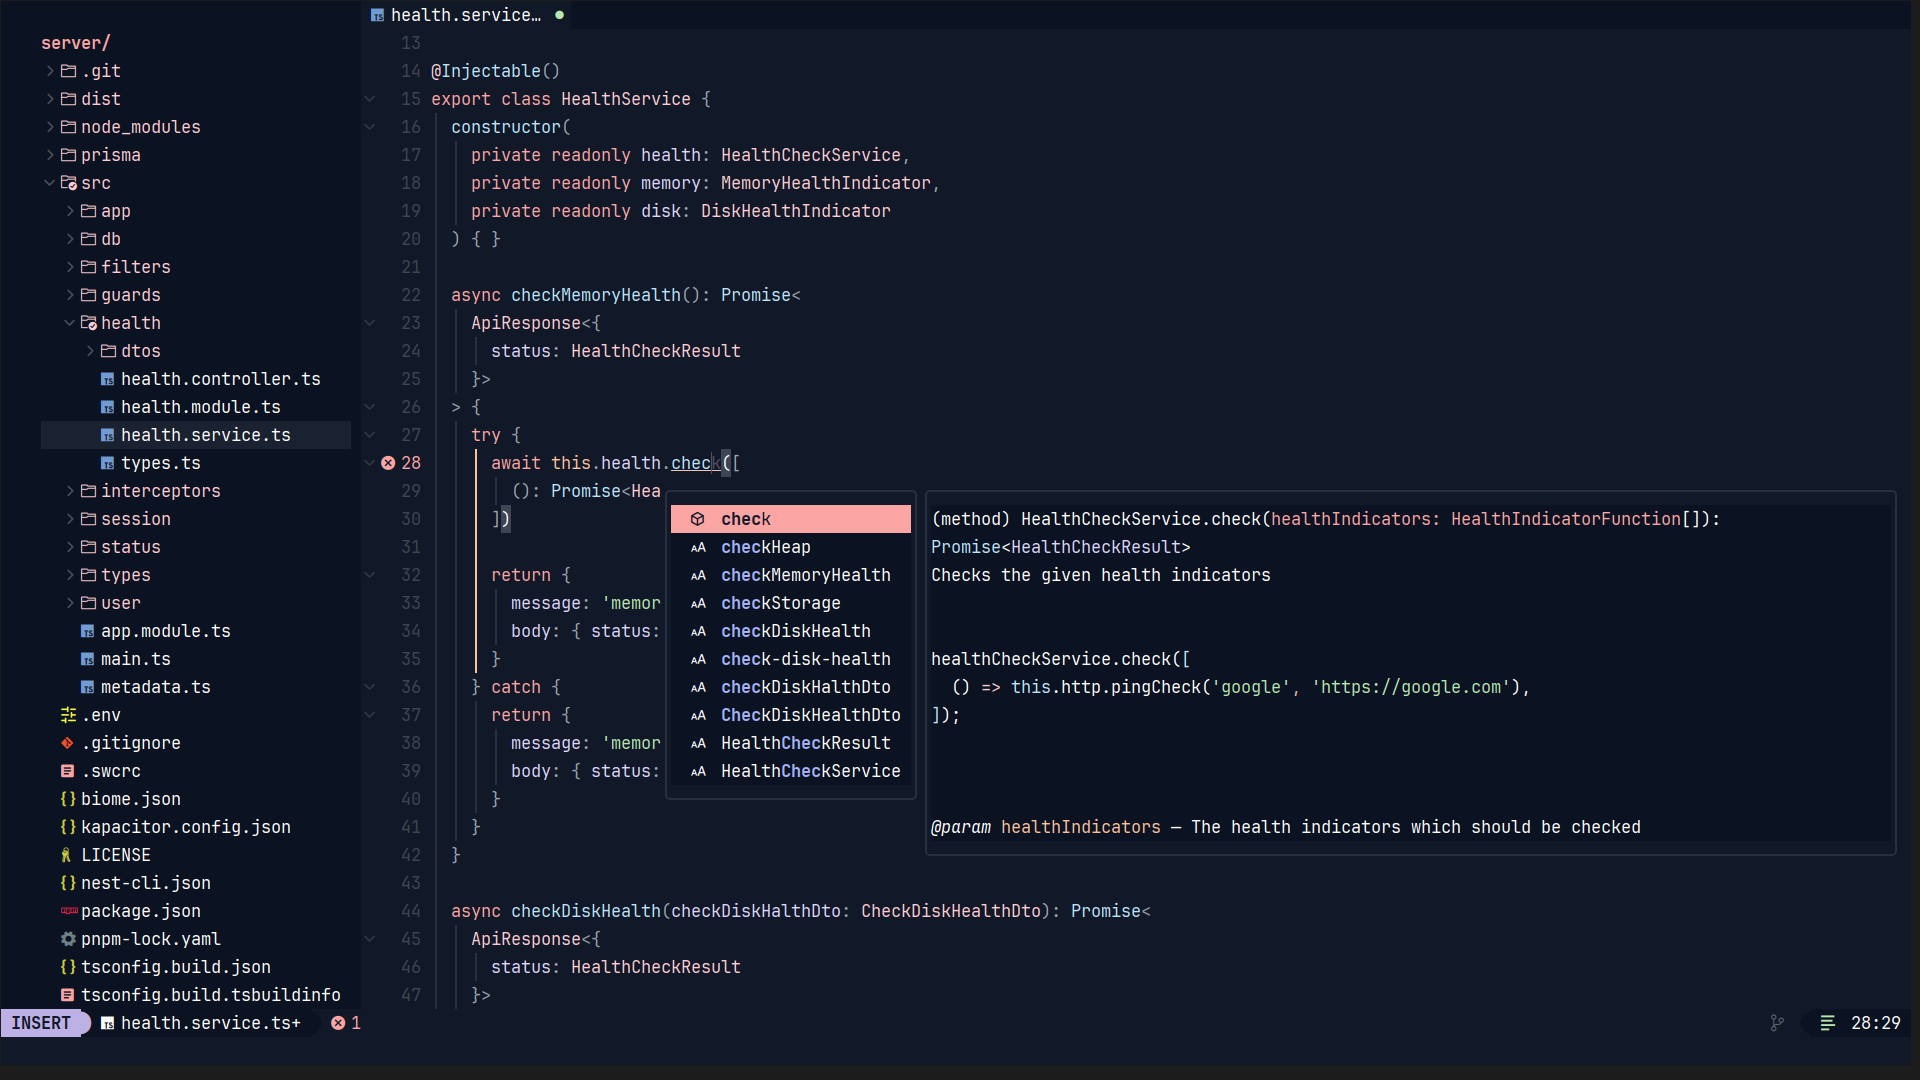 health.service…
server/
.git
dist
node_modules
prisma
src
app
db
filters
guards
health
dtos
health.controller.ts
health.module.ts
health.service.ts
types.ts
interceptors
session
status
types
user
app.module.ts
main.ts
metadata.ts
.env
.gitignore
.swcrc
biome.json
kapacitor.config.json
LICENSE
nest-cli.json
package.json
pnpm-lock.yaml
tsconfig.build.json
tsconfig.build.tsbuildinfo
13
14 @Injectable()
15 export class HealthService {
16 constructor(
17 private readonly health: HealthCheckService,
18 private readonly memory: MemoryHealthIndicator,
19 private readonly disk: DiskHealthIndicator
20 ) { }
21
22 async checkMemoryHealth(): Promise<
23 ApiResponse<{
24 status: HealthCheckResult
25 }>
26 > {
27 try {
28 await this.health.check([
29 (): Promise<Hea
30 ])
31
32 return {
33 message: 'memor
34 body: { status:
35 }
36 } catch {
37 return {
38 message: 'memor
39 body: { status:
40 }
41 }
42 }
43
44 async checkDiskHealth(checkDiskHalthDto: CheckDiskHealthDto): Promise<
45 ApiResponse<{
46 status: HealthCheckResult
47 }>
check
checkHeap
checkMemoryHealth
checkStorage
checkDiskHealth
check-disk-health
checkDiskHalthDto
CheckDiskHealthDto
HealthCheckResult
HealthCheckService
(method) HealthCheckService.check(healthIndicators: HealthIndicatorFunction[]):
Promise<HealthCheckResult>
Checks the given health indicators
healthCheckService.check([
() => this.http.pingCheck('google', 'https://google.com'),
]);
@param healthIndicators — The health indicators which should be checked
INSERT health.service.ts+ 1 28:29